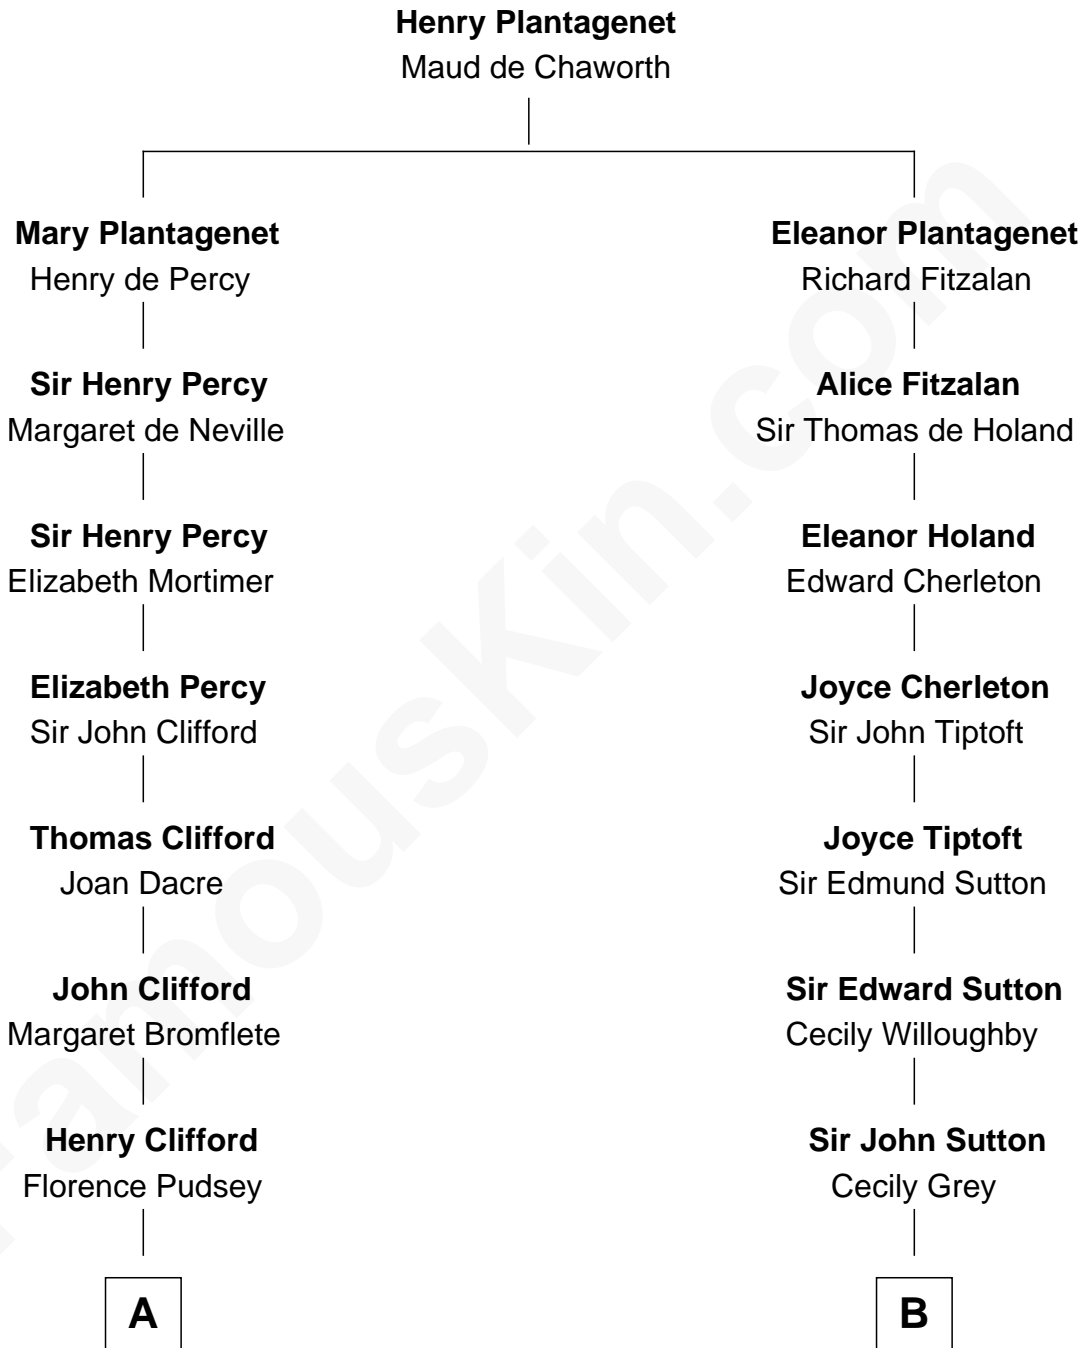 Henry Plantagenet
Maud de Chaworth
Mary Plantagenet
Henry de Percy
Eleanor Plantagenet
Richard Fitzalan
Sir Henry Percy
Margaret de Neville
Alice Fitzalan
Sir Thomas de Holand
Sir Henry Percy
Elizabeth Mortimer
Eleanor Holand
Edward Cherleton
Elizabeth Percy
Sir John Clifford
Joyce Cherleton
Sir John Tiptoft
Thomas Clifford
Joan Dacre
Joyce Tiptoft
Sir Edmund Sutton
John Clifford
Margaret Bromflete
Sir Edward Sutton
Cecily Willoughby
Henry Clifford
Florence Pudsey
Sir John Sutton
Cecily Grey
A
B
FamousKin.com